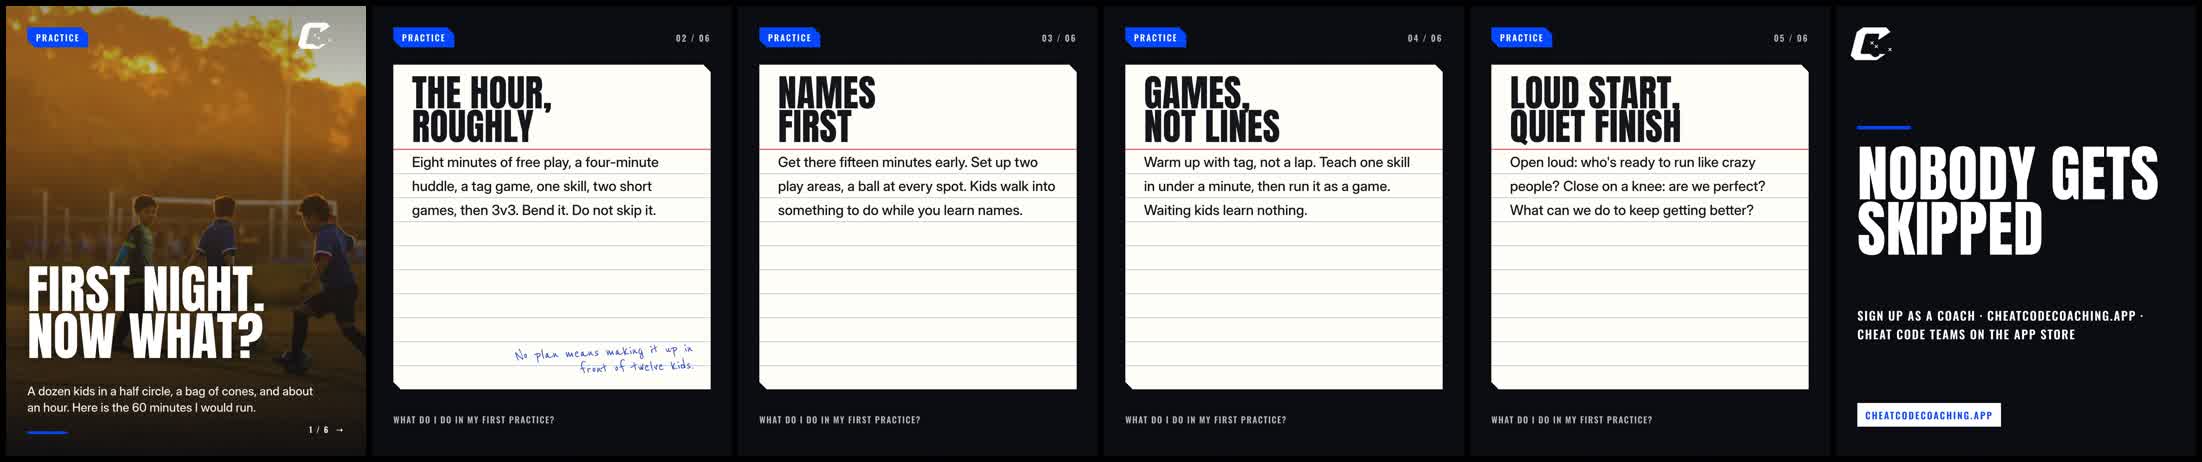 PRACTICE
FIRST NIGHT.
NOW WHAT?
A dozen kids in a half circle, a bag of cones, and about
an hour. Here is the 60 minutes I would run.
1 / 6 →
PRACTICE
02 / 06
THE HOUR,
ROUGHLY
Eight minutes of free play, a four-minute
huddle, a tag game, one skill, two short
games, then 3v3. Bend it. Do not skip it.
No plan means making it up in
front of twelve kids.
WHAT DO I DO IN MY FIRST PRACTICE?
PRACTICE
03 / 06
NAMES
FIRST
Get there fifteen minutes early. Set up two
play areas, a ball at every spot. Kids walk into
something to do while you learn names.
WHAT DO I DO IN MY FIRST PRACTICE?
PRACTICE
04 / 06
GAMES,
NOT LINES
Warm up with tag, not a lap. Teach one skill
in under a minute, then run it as a game.
Waiting kids learn nothing.
WHAT DO I DO IN MY FIRST PRACTICE?
PRACTICE
05 / 06
LOUD START,
QUIET FINISH
Open loud: who's ready to run like crazy
people? Close on a knee: are we perfect?
What can we do to keep getting better?
WHAT DO I DO IN MY FIRST PRACTICE?
NOBODY GETS
SKIPPED
SIGN UP AS A COACH · CHEATCODECOACHING.APP ·
CHEAT CODE TEAMS ON THE APP STORE
CHEATCODECOACHING.APP